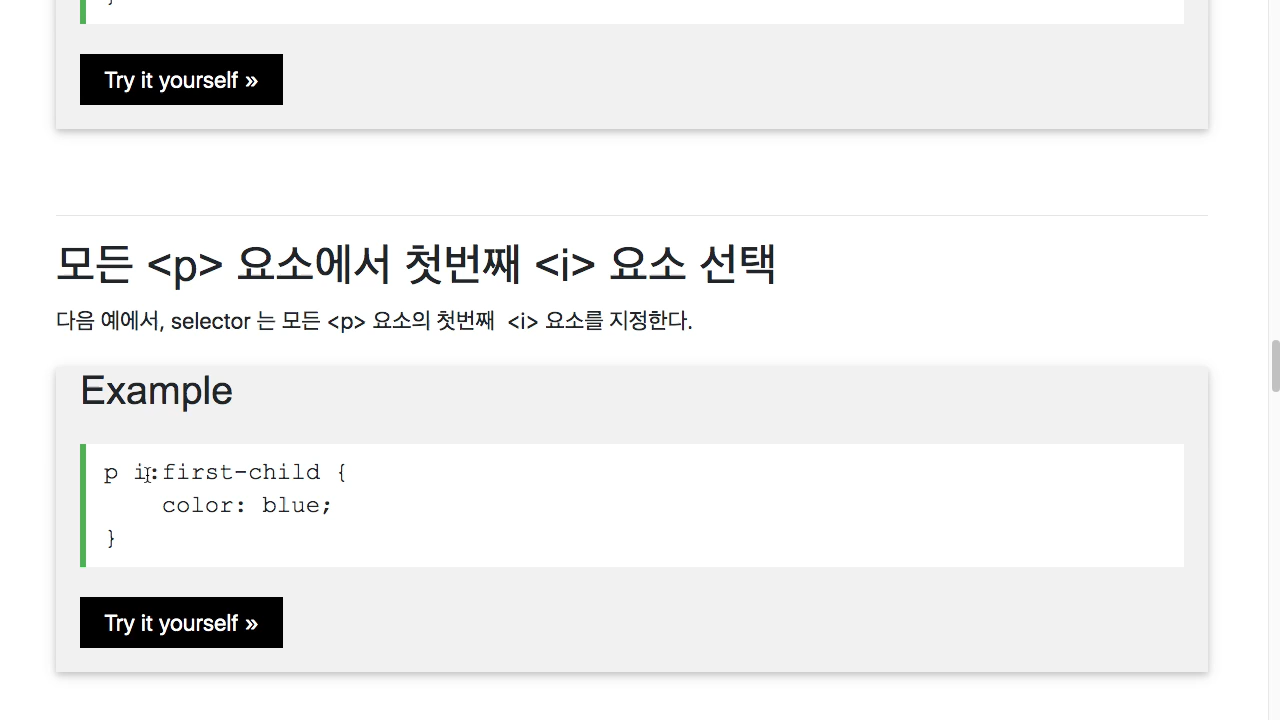 }
Try it yourself »
모든 <p> 요소에서 첫번째 <i> 요소 선택
다음 예에서, selector 는 모든 <p> 요소의 첫번째  <i> 요소를 지정한다.
Example
p i:first-child {
    color: blue;
}
Try it yourself »